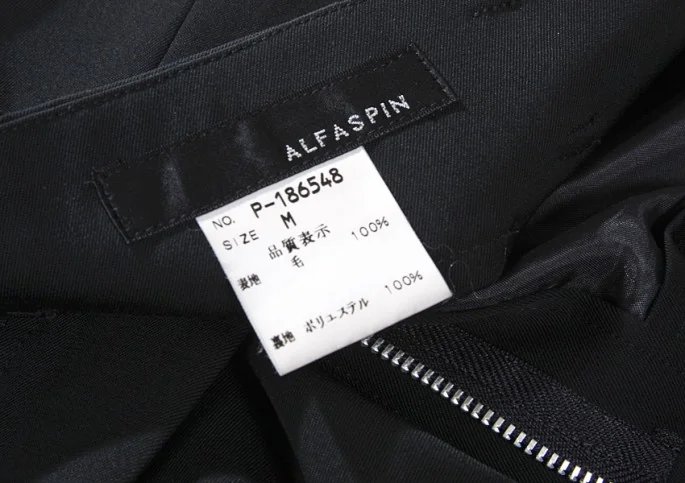 ALFASPIN
NO. P-186548
SIZE M
品質表示
表地 毛 100%
裏地 ポリエステル 100%